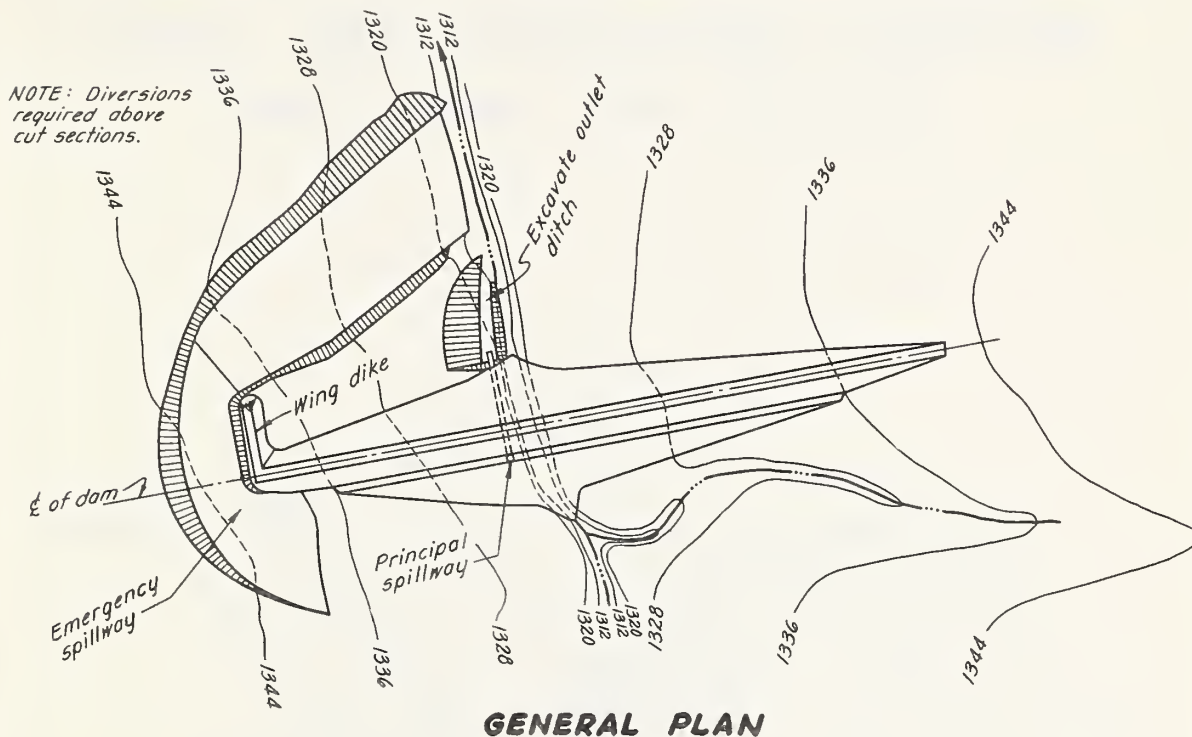 1312
1312
1320
1328
1336
NOTE: Diversions
required above
cut sections.
1344
1320
Excavate outlet
ditch
1328
1336
1344
Wing dike
℄ of dam
Principal
spillway
Emergency
spillway
1344
1336
1328
1320
1312
1312
1320
1328
1336
1344
GENERAL PLAN